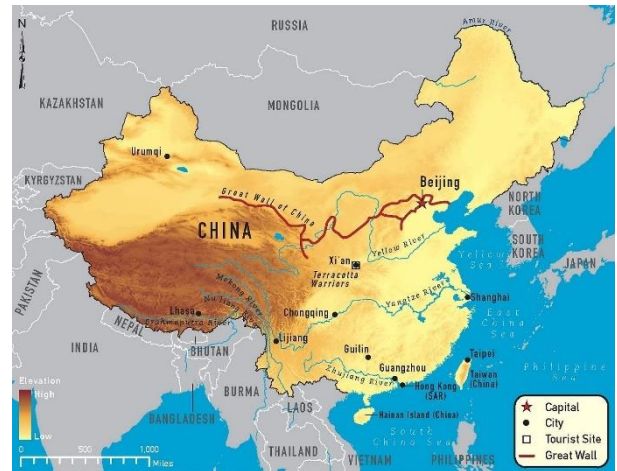 N
RUSSIA
Amur River
KAZAKHSTAN
MONGOLIA
Urumqi
KYRGYZSTAN
Great Wall of China
Beijing
NORTH
KOREA
CHINA
SOUTH
KOREA
JAPAN
Yellow River
Yellow
Sea
Xi'an
Terracotta
Warriors
PAKISTAN
Mekong River
Nu Jiang River
Lhasa
Brahmaputra River
Chongqing
Yangtze River
Shanghai
East
China
Sea
NEPAL
Lijiang
INDIA
BHUTAN
Guilin
Taipei
Philippine
Sea
Guangzhou
Zhujiang River
Taiwan
(China)
Hong Kong
(SAR)
BURMA
Elevation
High
Low
BANGLADESH
LAOS
Hainan Island (China)
South
China Sea
THAILAND
VIETNAM
PHILIPPINES
0 500 1,000
Miles
Capital
City
Tourist Site
Great Wall